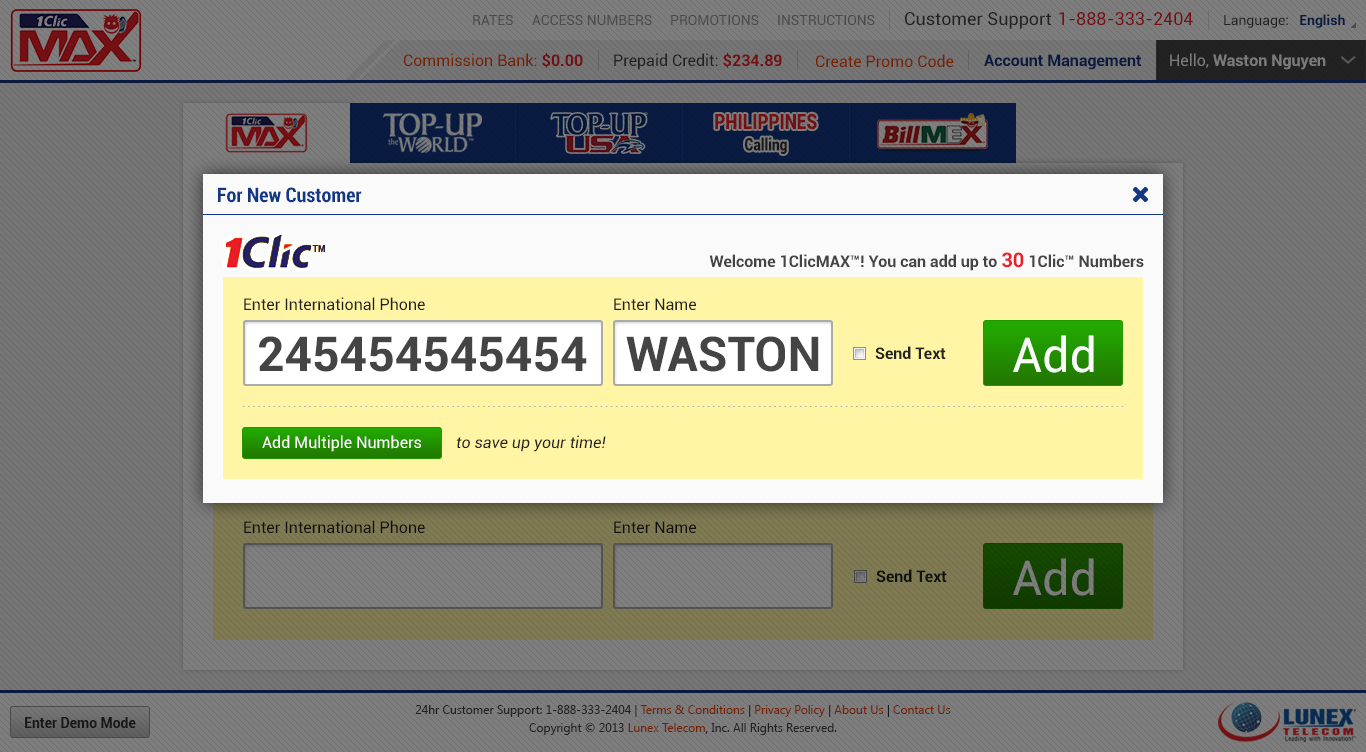 1Clic MAX
RATES ACCESS NUMBERS PROMOTIONS INSTRUCTIONS Customer Support 1-888-333-2404 Language: English
Commission Bank: $0.00 Prepaid Credit: $234.89 Create Promo Code Account Management Hello, Waston Nguyen
1Clic MAX TOP-UP the WORLD™ TOP-UP USA PHILIPPINES Calling BillMEX
For New Customer
1Clic™
Welcome 1ClicMAX™! You can add up to 30 1Clic™ Numbers
Enter International Phone Enter Name
245454545454 WASTON Send Text Add
Add Multiple Numbers to save up your time!
Enter International Phone Enter Name
Send Text Add
24hr Customer Support: 1-888-333-2404 | Terms & Conditions | Privacy Policy | About Us | Contact Us
Enter Demo Mode
Copyright © 2013 Lunex Telecom, Inc. All Rights Reserved.
LUNEX
TELECOM
Leading with Innovation!